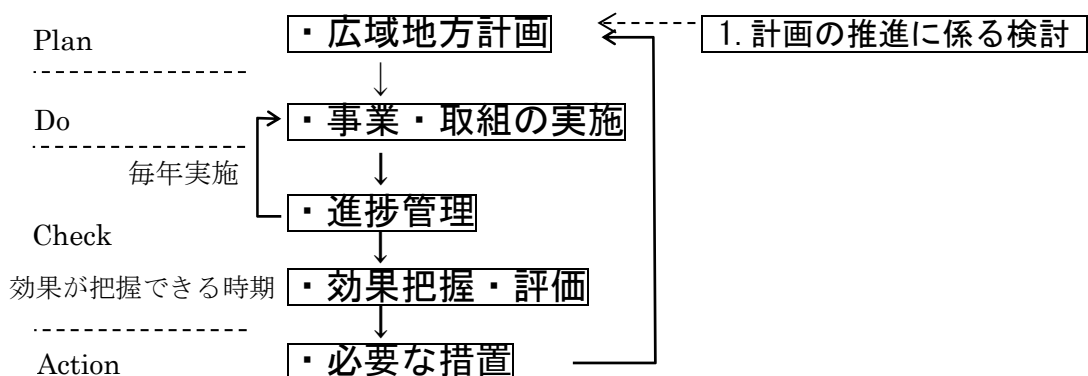 Plan
・広域地方計画
1.計画の推進に係る検討
Do
・事業・取組の実施
毎年実施
・進捗管理
Check
効果が把握できる時期
・効果把握・評価
Action
・必要な措置